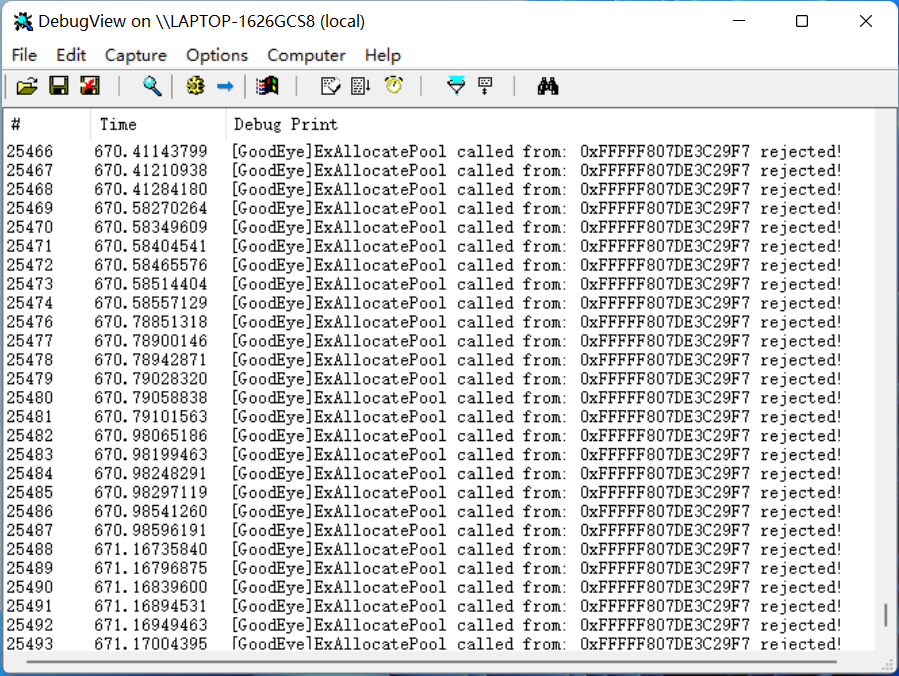 DebugView on \\LAPTOP-1626GCS8 (local)
File Edit Capture Options Computer Help
# Time Debug Print
25466 670.41143799 [GoodEye]ExAllocatePool called from: 0xFFFFF807DE3C29F7 rejected!
25467 670.41210938 [GoodEye]ExAllocatePool called from: 0xFFFFF807DE3C29F7 rejected!
25468 670.41284180 [GoodEye]ExAllocatePool called from: 0xFFFFF807DE3C29F7 rejected!
25469 670.58270264 [GoodEye]ExAllocatePool called from: 0xFFFFF807DE3C29F7 rejected!
25470 670.58349609 [GoodEye]ExAllocatePool called from: 0xFFFFF807DE3C29F7 rejected!
25471 670.58404541 [GoodEye]ExAllocatePool called from: 0xFFFFF807DE3C29F7 rejected!
25472 670.58465576 [GoodEye]ExAllocatePool called from: 0xFFFFF807DE3C29F7 rejected!
25473 670.58514404 [GoodEye]ExAllocatePool called from: 0xFFFFF807DE3C29F7 rejected!
25474 670.58557129 [GoodEye]ExAllocatePool called from: 0xFFFFF807DE3C29F7 rejected!
25476 670.78851318 [GoodEye]ExAllocatePool called from: 0xFFFFF807DE3C29F7 rejected!
25477 670.78900146 [GoodEye]ExAllocatePool called from: 0xFFFFF807DE3C29F7 rejected!
25478 670.78942871 [GoodEye]ExAllocatePool called from: 0xFFFFF807DE3C29F7 rejected!
25479 670.79028320 [GoodEye]ExAllocatePool called from: 0xFFFFF807DE3C29F7 rejected!
25480 670.79058838 [GoodEye]ExAllocatePool called from: 0xFFFFF807DE3C29F7 rejected!
25481 670.79101563 [GoodEye]ExAllocatePool called from: 0xFFFFF807DE3C29F7 rejected!
25482 670.98065186 [GoodEye]ExAllocatePool called from: 0xFFFFF807DE3C29F7 rejected!
25483 670.98199463 [GoodEye]ExAllocatePool called from: 0xFFFFF807DE3C29F7 rejected!
25484 670.98248291 [GoodEye]ExAllocatePool called from: 0xFFFFF807DE3C29F7 rejected!
25485 670.98297119 [GoodEye]ExAllocatePool called from: 0xFFFFF807DE3C29F7 rejected!
25486 670.98541260 [GoodEye]ExAllocatePool called from: 0xFFFFF807DE3C29F7 rejected!
25487 670.98596191 [GoodEye]ExAllocatePool called from: 0xFFFFF807DE3C29F7 rejected!
25488 671.16735840 [GoodEye]ExAllocatePool called from: 0xFFFFF807DE3C29F7 rejected!
25489 671.16796875 [GoodEye]ExAllocatePool called from: 0xFFFFF807DE3C29F7 rejected!
25490 671.16839600 [GoodEye]ExAllocatePool called from: 0xFFFFF807DE3C29F7 rejected!
25491 671.16894531 [GoodEye]ExAllocatePool called from: 0xFFFFF807DE3C29F7 rejected!
25492 671.16949463 [GoodEye]ExAllocatePool called from: 0xFFFFF807DE3C29F7 rejected!
25493 671.17004395 [GoodEye]ExAllocatePool called from: 0xFFFFF807DE3C29F7 rejected!